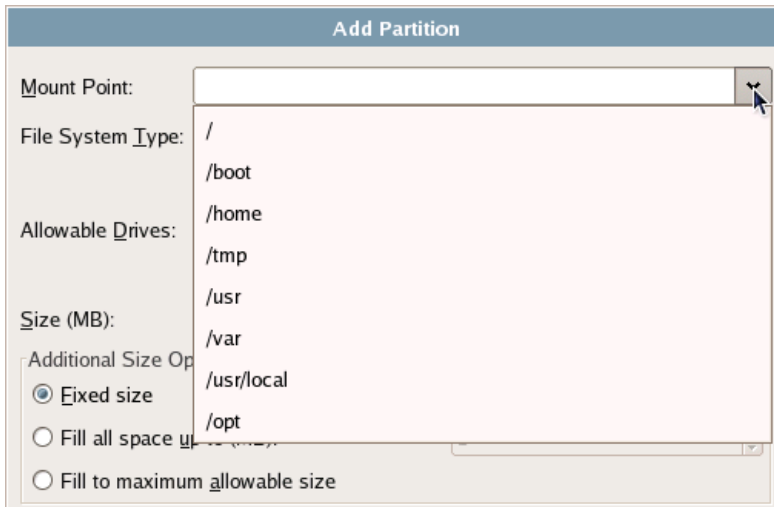 Add Partition
Mount Point:
File System Type:
/
/boot
/home
Allowable Drives:
/tmp
/usr
Size (MB):
/var
Additional Size Op
/usr/local
Fixed size
/opt
Fill all space up
Fill to maximum allowable size